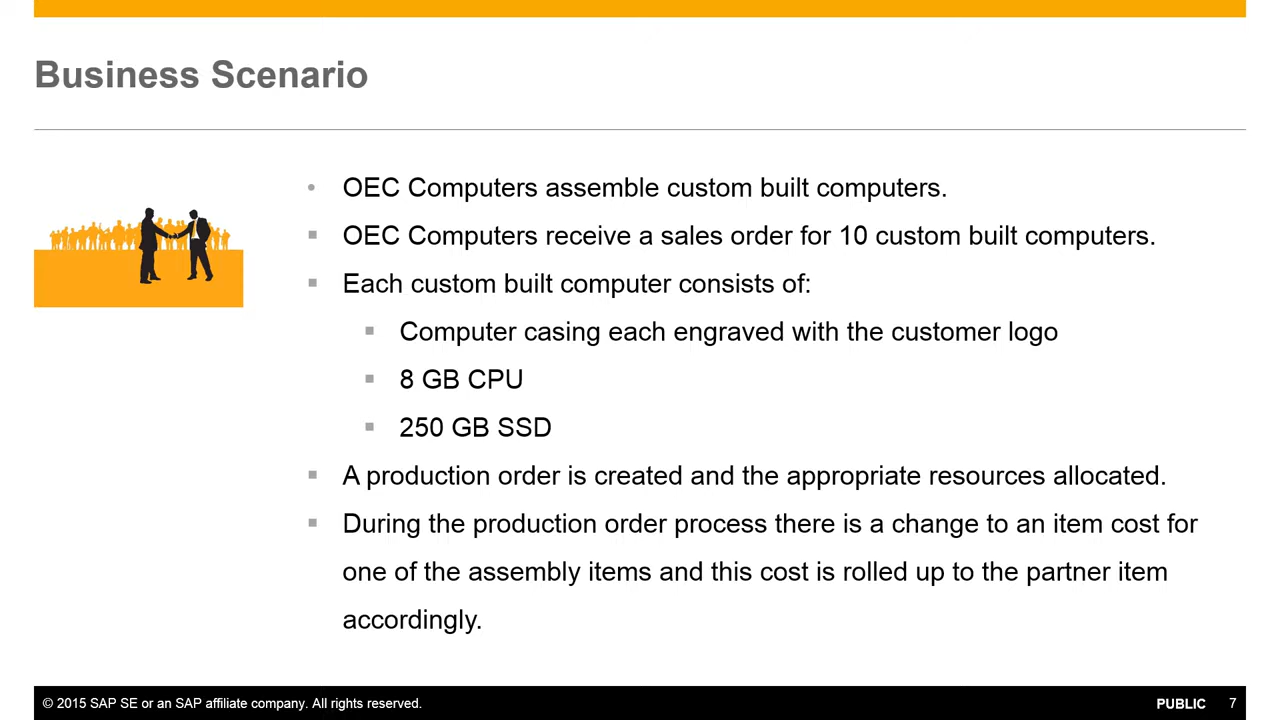 Business Scenario
• OEC Computers assemble custom built computers.
▪ OEC Computers receive a sales order for 10 custom built computers.
▪ Each custom built computer consists of:
▪ Computer casing each engraved with the customer logo
▪ 8 GB CPU
▪ 250 GB SSD
▪ A production order is created and the appropriate resources allocated.
▪ During the production order process there is a change to an item cost for
one of the assembly items and this cost is rolled up to the partner item
accordingly.
© 2015 SAP SE or an SAP affiliate company. All rights reserved. PUBLIC 7